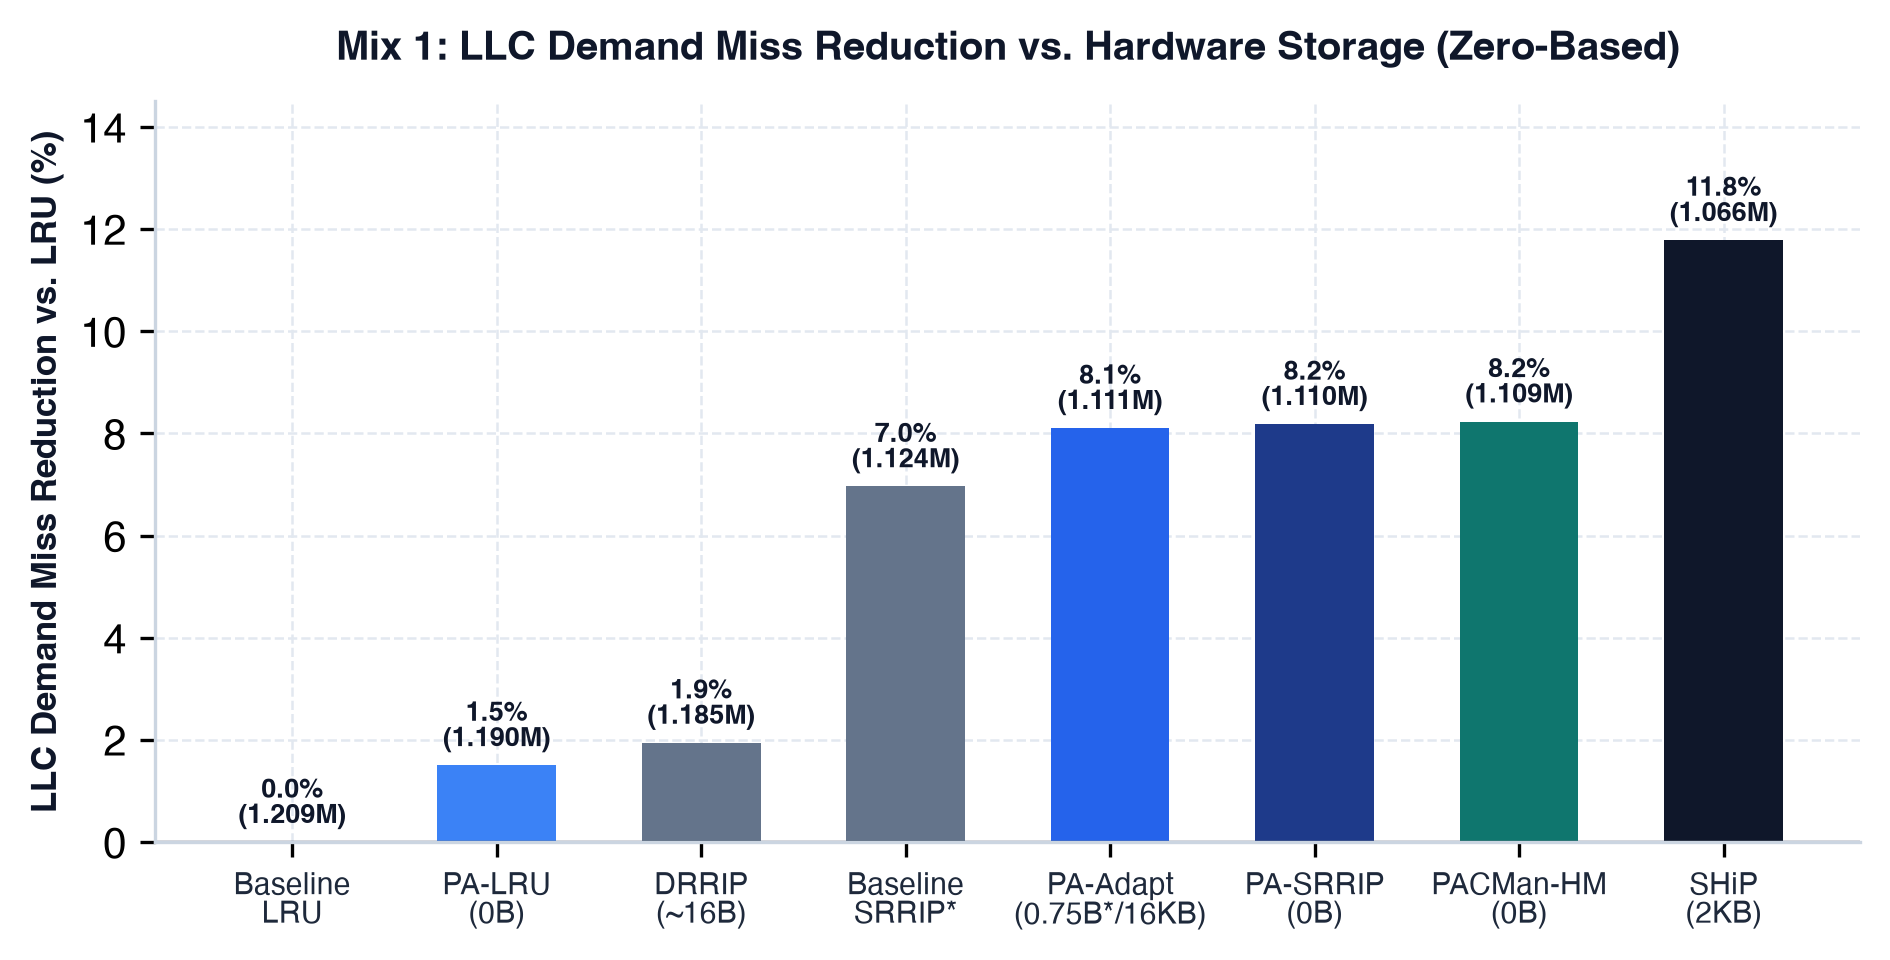 Mix 1: LLC Demand Miss Reduction vs. Hardware Storage (Zero-Based)
LLC Demand Miss Reduction vs. LRU (%)
14
12
10
8
6
4
2
0
0.0%
(1.209M)
1.5%
(1.190M)
1.9%
(1.185M)
7.0%
(1.124M)
8.1%
(1.111M)
8.2%
(1.110M)
8.2%
(1.109M)
11.8%
(1.066M)
Baseline
LRU
PA-LRU
(0B)
DRRIP
(~16B)
Baseline
SRRIP*
PA-Adapt
(0.75B*/16KB)
PA-SRRIP
(0B)
PACMan-HM
(0B)
SHiP
(2KB)